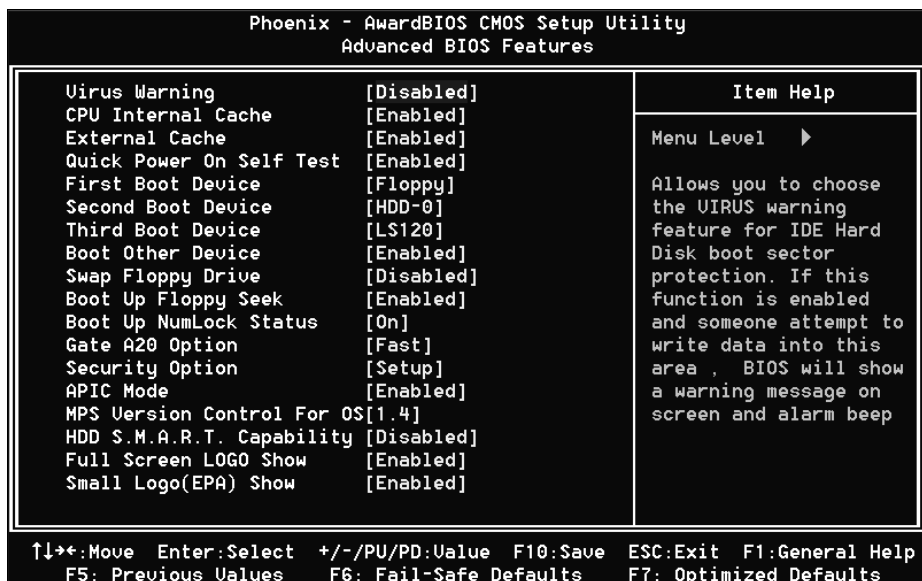 Phoenix - AwardBIOS CMOS Setup Utility
Advanced BIOS Features
Virus Warning [Disabled]
CPU Internal Cache [Enabled]
External Cache [Enabled]
Quick Power On Self Test [Enabled]
First Boot Device [Floppy]
Second Boot Device [HDD-0]
Third Boot Device [LS120]
Boot Other Device [Enabled]
Swap Floppy Drive [Disabled]
Boot Up Floppy Seek [Enabled]
Boot Up NumLock Status [On]
Gate A20 Option [Fast]
Security Option [Setup]
APIC Mode [Enabled]
MPS Version Control For OS[1.4]
HDD S.M.A.R.T. Capability [Disabled]
Full Screen LOGO Show [Enabled]
Small Logo(EPA) Show [Enabled]
Item Help
Menu Level ▶
Allows you to choose
the VIRUS warning
feature for IDE Hard
Disk boot sector
protection. If this
function is enabled
and someone attempt to
write data into this
area , BIOS will show
a warning message on
screen and alarm beep
↑↓→←:Move Enter:Select +/-/PU/PD:Value F10:Save ESC:Exit F1:General Help
F5: Previous Values F6: Fail-Safe Defaults F7: Optimized Defaults